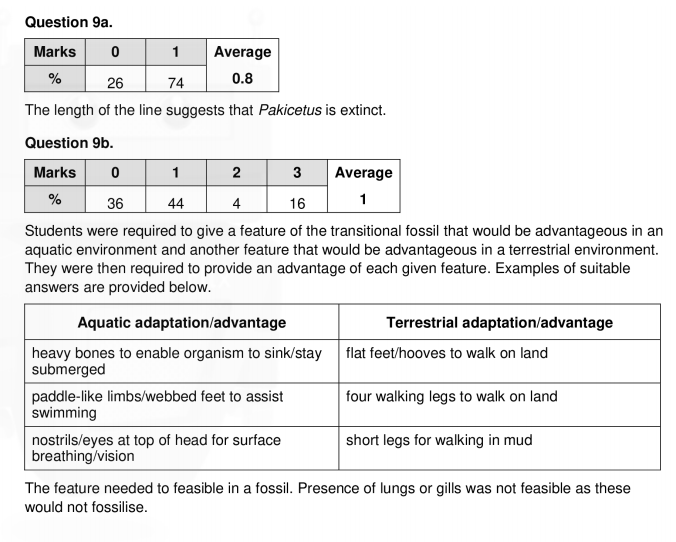 Question 9a.
Marks 0 1 Average
% 26 74 0.8
The length of the line suggests that Pakicetus is extinct.
Question 9b.
Marks 0 1 2 3 Average
% 36 44 4 16 1
Students were required to give a feature of the transitional fossil that would be advantageous in an
aquatic environment and another feature that would be advantageous in a terrestrial environment.
They were then required to provide an advantage of each given feature. Examples of suitable
answers are provided below.
Aquatic adaptation/advantage Terrestrial adaptation/advantage
heavy bones to enable organism to sink/stay flat feet/hooves to walk on land
submerged
paddle-like limbs/webbed feet to assist four walking legs to walk on land
swimming
nostrils/eyes at top of head for surface short legs for walking in mud
breathing/vision
The feature needed to feasible in a fossil. Presence of lungs or gills was not feasible as these
would not fossilise.